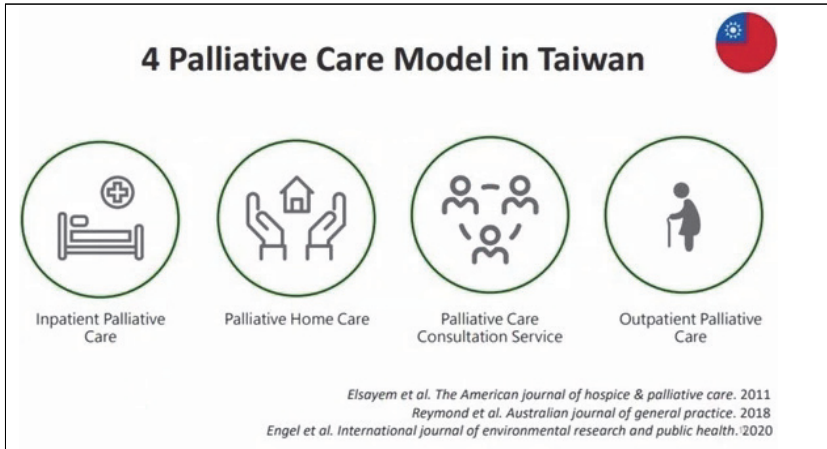 4 Palliative Care Model in Taiwan
Inpatient Palliative
Care
Palliative Home Care
Palliative Care
Consultation Service
Outpatient Palliative
Care
Elsayem et al. The American journal of hospice & palliative care. 2011
Reymond et al. Australian journal of general practice. 2018
Engel et al. International journal of environmental research and public health. 2020